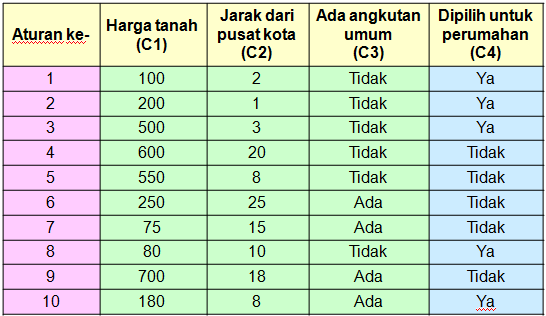 Aturan ke- Harga tanah (C1) Jarak dari pusat kota (C2) Ada angkutan umum (C3) Dipilih untuk perumahan (C4)
1 100 2 Tidak Ya
2 200 1 Tidak Ya
3 500 3 Tidak Ya
4 600 20 Tidak Tidak
5 550 8 Tidak Tidak
6 250 25 Ada Tidak
7 75 15 Ada Tidak
8 80 10 Tidak Ya
9 700 18 Ada Tidak
10 180 8 Ada Ya